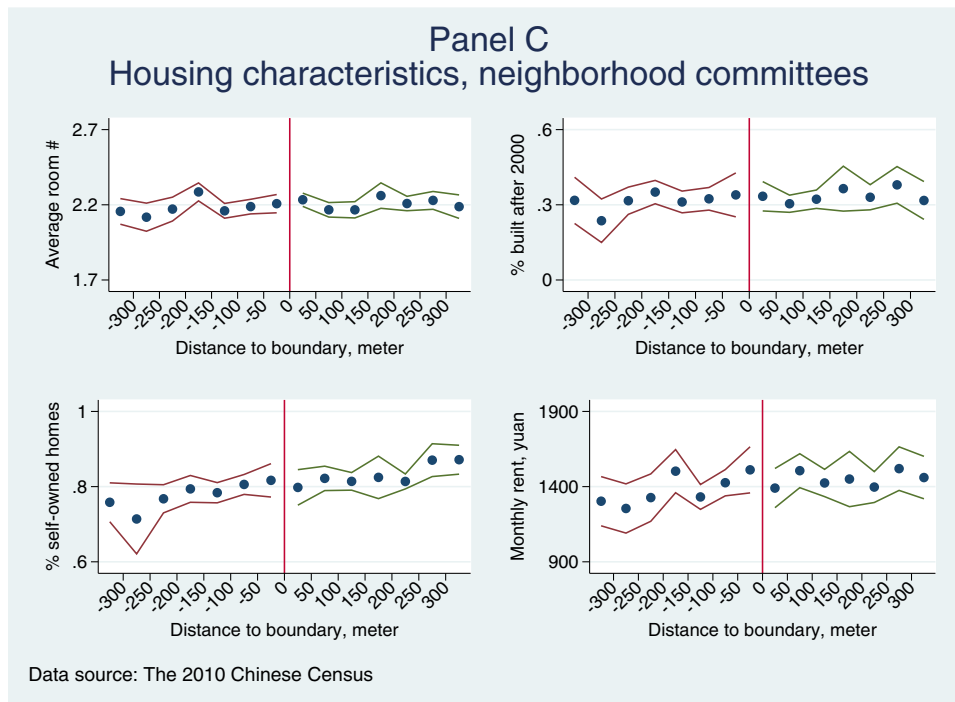 Panel C
Housing characteristics, neighborhood committees
Average room #
2.7
2.2
1.7
-300 -250 -200 -150 -100 -50 0 50 100 150 200 250 300
Distance to boundary, meter
% built after 2000
.6
.3
0
-300 -250 -200 -150 -100 -50 0 50 100 150 200 250 300
Distance to boundary, meter
% self-owned homes
1
.8
.6
-300 -250 -200 -150 -100 -50 0 50 100 150 200 250 300
Distance to boundary, meter
Monthly rent, yuan
1900
1400
900
-300 -250 -200 -150 -100 -50 0 50 100 150 200 250 300
Distance to boundary, meter
Data source: The 2010 Chinese Census